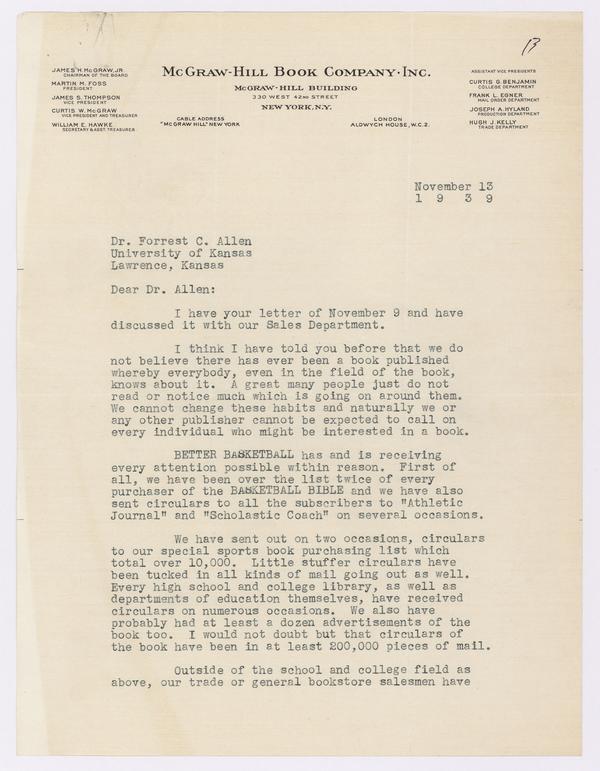 13
JAMES H. McGRAW, JR.
CHAIRMAN OF THE BOARD
MARTIN M. FOSS
PRESIDENT
JAMES S. THOMPSON
VICE PRESIDENT
CURTIS W. McGRAW
VICE PRESIDENT AND TREASURER
WILLIAM E. HAWKE
SECRETARY & ASST. TREASURER
McGRAW-HILL BOOK COMPANY·INC.
McGRAW-HILL BUILDING
330 WEST 42ND STREET
NEW YORK, N.Y.
CABLE ADDRESS
"McGRAW HILL" NEW YORK
LONDON
ALDWYCH HOUSE, W.C.2.
ASSISTANT VICE PRESIDENTS
CURTIS G. BENJAMIN
COLLEGE DEPARTMENT
FRANK L. EGNER
MAIL ORDER DEPARTMENT
JOSEPH A. HYLAND
PRODUCTION DEPARTMENT
HUGH J. KELLY
TRADE DEPARTMENT
November 13
1 9 3 9
Dr. Forrest C. Allen
University of Kansas
Lawrence, Kansas
Dear Dr. Allen:
I have your letter of November 9 and have
discussed it with our Sales Department.
I think I have told you before that we do
not believe there has ever been a book published
whereby everybody, even in the field of the book,
knows about it. A great many people just do not
read or notice much which is going on around them.
We cannot change these habits and naturally we or
any other publisher cannot be expected to call on
every individual who might be interested in a book.
BETTER BASKETBALL has and is receiving
every attention possible within reason. First of
all, we have been over the list twice of every
purchaser of the BASKETBALL BIBLE and we have also
sent circulars to all the subscribers to "Athletic
Journal" and "Scholastic Coach" on several occasions.
We have sent out on two occasions, circulars
to our special sports book purchasing list which
total over 10,000. Little stuffer circulars have
been tucked in all kinds of mail going out as well.
Every high school and college library, as well as
departments of education themselves, have received
circulars on numerous occasions. We also have
probably had at least a dozen advertisements of the
book too. I would not doubt but that circulars of
the book have been in at least 200,000 pieces of mail.
Outside of the school and college field as
above, our trade or general bookstore salesmen have